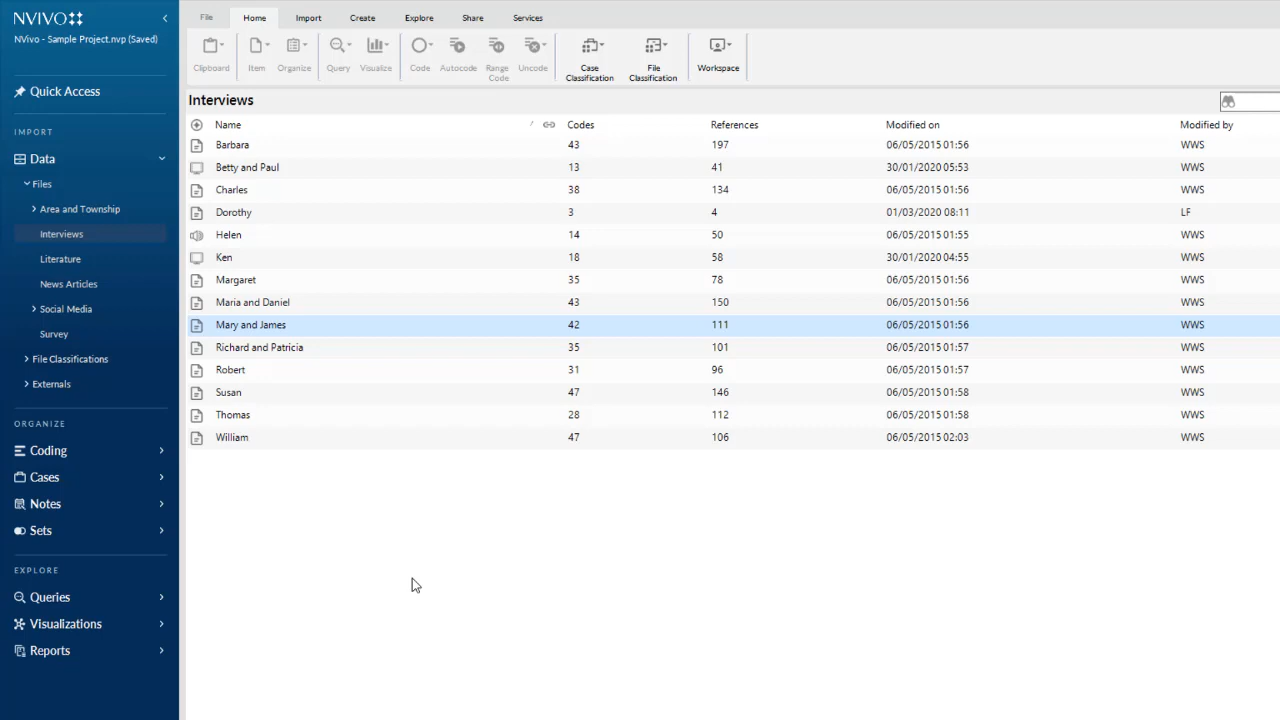 NVIVO
NVivo - Sample Project.nvp (Saved)
Quick Access
IMPORT
Data
Files
Area and Township
Interviews
Literature
News Articles
Social Media
Survey
File Classifications
Externals
ORGANIZE
Coding
Cases
Notes
Sets
EXPLORE
Queries
Visualizations
Reports
File Home Import Create Explore Share Services
Clipboard Item Organize Query Visualize Code Autocode Range Code Uncode Case Classification File Classification Workspace
Interviews
Name Codes References Modified on Modified by
Barbara 43 197 06/05/2015 01:56 WWS
Betty and Paul 13 41 30/01/2020 05:53 WWS
Charles 38 134 06/05/2015 01:56 WWS
Dorothy 3 4 01/03/2020 08:11 LF
Helen 14 50 06/05/2015 01:55 WWS
Ken 18 58 30/01/2020 04:55 WWS
Margaret 35 78 06/05/2015 01:56 WWS
Maria and Daniel 43 150 06/05/2015 01:56 WWS
Mary and James 42 111 06/05/2015 01:56 WWS
Richard and Patricia 35 101 06/05/2015 01:57 WWS
Robert 31 96 06/05/2015 01:57 WWS
Susan 47 146 06/05/2015 01:58 WWS
Thomas 28 112 06/05/2015 01:58 WWS
William 47 106 06/05/2015 02:03 WWS